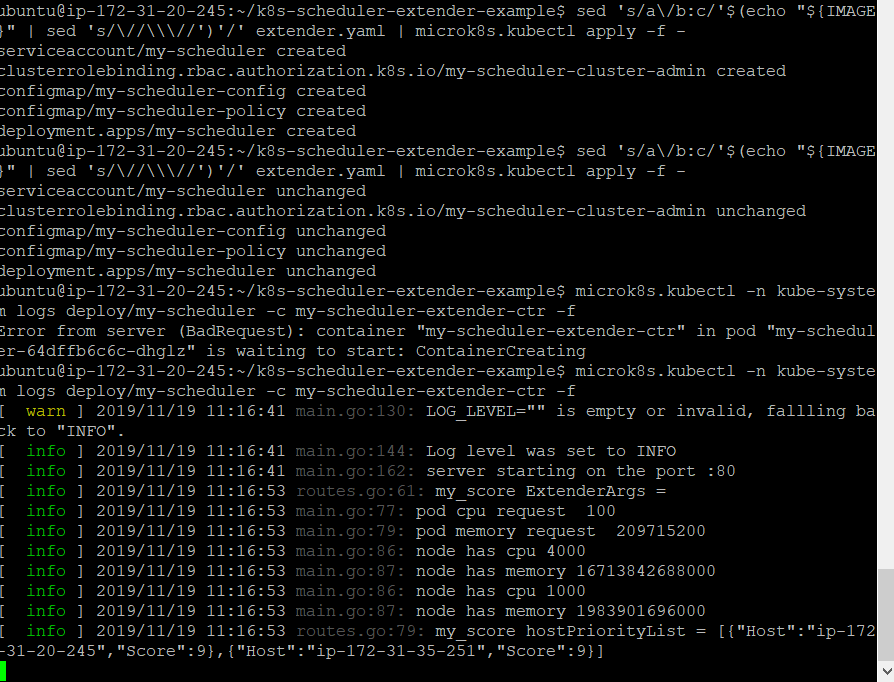 ubuntu@ip-172-31-20-245:~/k8s-scheduler-extender-example$ sed 's/a\/b:c/'$(echo "${IMAGE
}" | sed 's/\//\\\//')'/' extender.yaml | microk8s.kubectl apply -f -
serviceaccount/my-scheduler created
clusterrolebinding.rbac.authorization.k8s.io/my-scheduler-cluster-admin created
configmap/my-scheduler-config created
configmap/my-scheduler-policy created
deployment.apps/my-scheduler created
ubuntu@ip-172-31-20-245:~/k8s-scheduler-extender-example$ sed 's/a\/b:c/'$(echo "${IMAGE
}" | sed 's/\//\\\//')'/' extender.yaml | microk8s.kubectl apply -f -
serviceaccount/my-scheduler unchanged
clusterrolebinding.rbac.authorization.k8s.io/my-scheduler-cluster-admin unchanged
configmap/my-scheduler-config unchanged
configmap/my-scheduler-policy unchanged
deployment.apps/my-scheduler unchanged
ubuntu@ip-172-31-20-245:~/k8s-scheduler-extender-example$ microk8s.kubectl -n kube-syste
m logs deploy/my-scheduler -c my-scheduler-extender-ctr -f
Error from server (BadRequest): container "my-scheduler-extender-ctr" in pod "my-schedul
er-64dffb6c6c-dhglz" is waiting to start: ContainerCreating
ubuntu@ip-172-31-20-245:~/k8s-scheduler-extender-example$ microk8s.kubectl -n kube-syste
m logs deploy/my-scheduler -c my-scheduler-extender-ctr -f
[  warn ] 2019/11/19 11:16:41 main.go:130: LOG_LEVEL="" is empty or invalid, fallling ba
ck to "INFO".
[  info ] 2019/11/19 11:16:41 main.go:144: Log level was set to INFO
[  info ] 2019/11/19 11:16:41 main.go:162: server starting on the port :80
[  info ] 2019/11/19 11:16:53 routes.go:61: my_score ExtenderArgs =
[  info ] 2019/11/19 11:16:53 main.go:77: pod cpu request  100
[  info ] 2019/11/19 11:16:53 main.go:79: pod memory request  209715200
[  info ] 2019/11/19 11:16:53 main.go:86: node has cpu 4000
[  info ] 2019/11/19 11:16:53 main.go:87: node has memory 16713842688000
[  info ] 2019/11/19 11:16:53 main.go:86: node has cpu 1000
[  info ] 2019/11/19 11:16:53 main.go:87: node has memory 1983901696000
[  info ] 2019/11/19 11:16:53 routes.go:79: my_score hostPriorityList = [{"Host":"ip-172
-31-20-245","Score":9},{"Host":"ip-172-31-35-251","Score":9}]